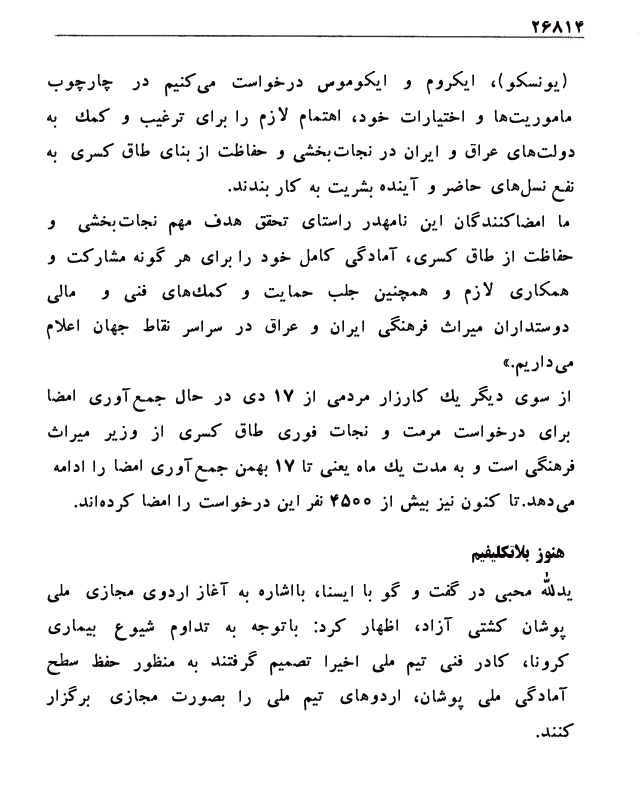 ۲۶۸۱۴
(یونسکو)، ایکروم و ایکوموس درخواست می‌کنیم در چارچوب
ماموریت‌ها و اختیارات خود، اهتمام لازم را برای ترغیب و کمك به
دولت‌های عراق و ایران در نجات‌بخشی و حفاظت از بنای طاق کسری به
نفع نسل‌های حاضر و آینده بشریت به کار بندند.
ما امضاکنندگان این نامهدر راستای تحقق هدف مهم نجات‌بخشی و
حفاظت از طاق کسری، آمادگی کامل خود را برای هر گونه مشارکت و
همکاری لازم و همچنین جلب حمایت و کمك‌های فنی و مالی
دوستداران میراث فرهنگی ایران و عراق در سراسر نقاط جهان اعلام
می‌داریم.»
از سوی دیگر یك کارزار مردمی از ۱۷ دی در حال جمع‌آوری امضا
برای درخواست مرمت و نجات فوری طاق کسری از وزیر میراث
فرهنگی است و به مدت یك ماه یعنی تا ۱۷ بهمن جمع‌آوری امضا را ادامه
می‌دهد.تا کنون نیز بیش از ۴۵۰۰ نفر این درخواست را امضا کرده‌اند.
هنوز بلاتکلیفیم
یدلله محبی در گفت و گو با ایسنا، بااشاره به آغاز اردوی مجازی ملی
پوشان کشتی آزاد، اظهار کرد: باتوجه به تداوم شیوع بیماری
کرونا، کادر فنی تیم ملی اخیرا تصمیم گرفتند به منظور حفظ سطح
آمادگی ملی پوشان، اردوهای تیم ملی را بصورت مجازی برگزار
کنند.